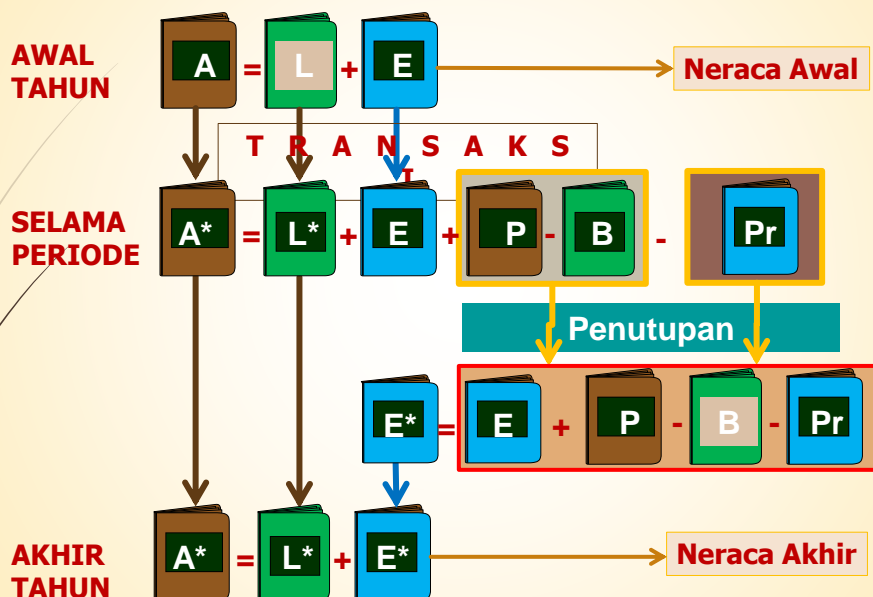 AWAL
TAHUN
A = L + E
Neraca Awal
T R A N S A K S
I
SELAMA
PERIODE
A* = L* + E + P - B - Pr
Penutupan
E* = E + P - B - Pr
AKHIR
TAHUN
A* = L* + E*
Neraca Akhir